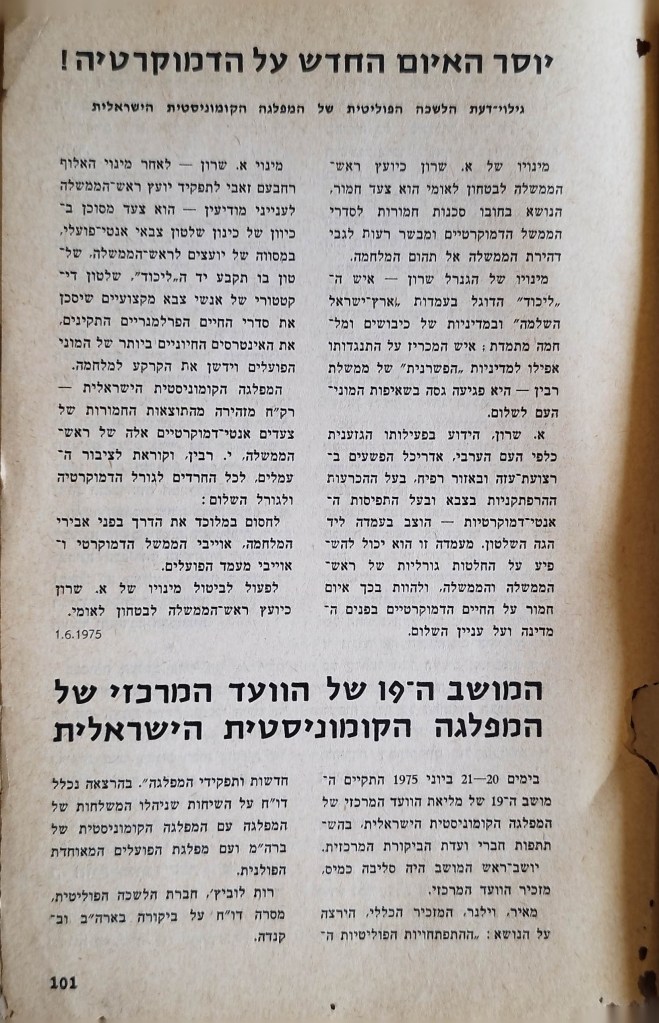 יוסר האיום החדש על הדמוקרטיה!
גילוי־דעת הלשכה הפוליטית של המפלגה הקומוניסטית הישראלית
מינויו של א. שרון כיועץ ראש־
הממשלה לבטחון לאומי הוא צעד חמור,
הנושא בחובו סכנות חמורות לסדרי
הממשל הדמוקרטיים ומבשר רעות לגבי
דהירת הממשלה אל תהום המלחמה.
מינויו של הגנרל שרון — איש ה־
„ליכוד" הדוגל בעמדות „ארץ־ישראל
השלמה" ובמדיניות של כיבושים ומל־
חמה מתמדת; איש המכריז על התנגדותו
אפילו למדיניות „הפשרנית" של ממשלת
רבין — היא פגיעה גסה בשאיפות המוני־
העם לשלום.
א. שרון, הידוע בפעילותו הגזענית
כלפי העם הערבי, אדריכל הפשעים ב־
רצועת־עזה ובאזור רפיח, בעל ההכרעות
ההרפתקניות בצבא ובעל התפיסות ה־
אנטי־דמוקרטיות — הוצב בעמדה ליד
הגה השלטון. מעמדה זו הוא יכול להש־
פיע על החלטות גורליות של ראש־
הממשלה והממשלה, ולהוות בכך איום
חמור על החיים הדמוקרטיים בפנים ה־
מדינה ועל עניין השלום.
מינוי א. שרון — לאחר מינוי האלוף
רחבעם זאבי לתפקיד יועץ ראש־הממשלה
לענייני מודיעין — הוא צעד מסוכן ב־
כיוון של כינון שלטון צבאי אנטי־פועלי,
במסווה של יועצים לראש־הממשלה, של־
טון בו תקבע יד ה„ליכוד", שלטון די־
קטטורי של אנשי צבא מקצועיים שיסכן
את סדרי החיים הפרלמנריים התקינים,
את האינטרסים החיוניים ביותר של המוני
הפועלים וידשן את הקרקע למלחמה.
המפלגה הקומוניסטית הישראלית —
רק"ח מזהירה מהתוצאות החמורות של
צעדים אנטי־דמוקרטיים אלה של ראש־
הממשלה, י. רבין, וקוראת לציבור ה־
עמלים, לכל החרדים לגורל הדמוקרטיה
ולגורל השלום:
לחסום במלוכד את הדרך בפני אבירי
המלחמה, אוייבי הממשל הדמוקרטי ו־
אוייבי מעמד הפועלים.
לפעול לביטול מינויו של א. שרון
כיועץ ראש־הממשלה לבטחון לאומי.
1.6.1975
המושב ה־19 של הוועד המרכזי של
המפלגה הקומוניסטית הישראלית
בימים 20—21 ביוני 1975 התקיים ה־
מושב ה־19 של מליאת הוועד המרכזי של
המפלגה הקומוניסטית הישראלית, בהש־
תתפות חברי ועדת הביקורת המרכזית.
יושב־ראש המושב היה סליבה כמיס,
מזכיר הוועד המרכזי.
מאיר, וילנר, המזכיר הכללי, הירצה
על הנושא: „ההתפתחויות הפוליטיות ה־
חדשות ותפקידי המפלגה". בהרצאה נכלל
דו"ח על השיחות שניהלו המשלחות של
המפלגה עם המפלגה הקומוניסטית של
ברה"מ ועם מפלגת הפועלים המאוחדת
הפולנית.
רות לוביץ', חברת הלשכה הפוליטית,
מסרה דו"ח על ביקורה בארה"ב וב־
קנדה.
101